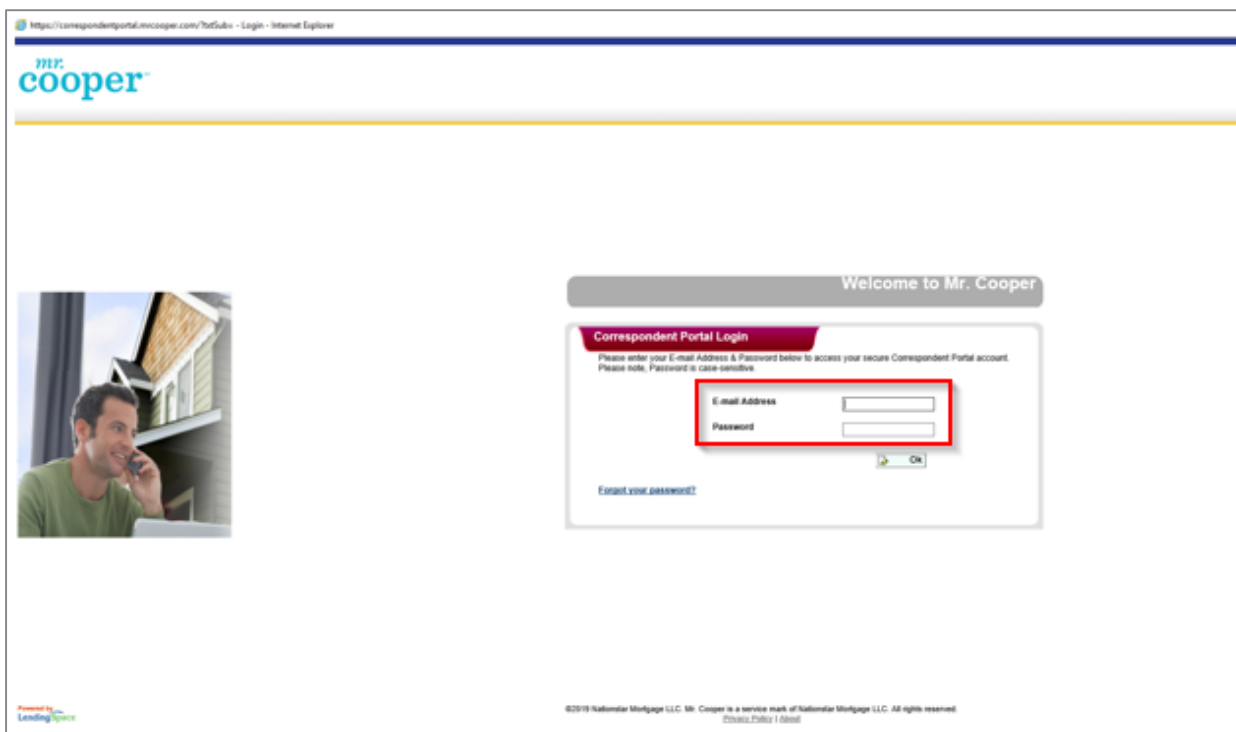 https://correspondentportal.mrcooper.com/?txtSub= - Login - Internet Explorer
mr.
cooper
Welcome to Mr. Cooper
Correspondent Portal Login
Please enter your E-mail Address & Password below to access your secure Correspondent Portal account.
Please note, Password is case-sensitive.
E-mail Address
Password
Ok
Forgot your password?
Powered by
LendingSpace
©2019 Nationstar Mortgage LLC. Mr. Cooper is a service mark of Nationstar Mortgage LLC. All rights reserved.
Privacy Policy | About